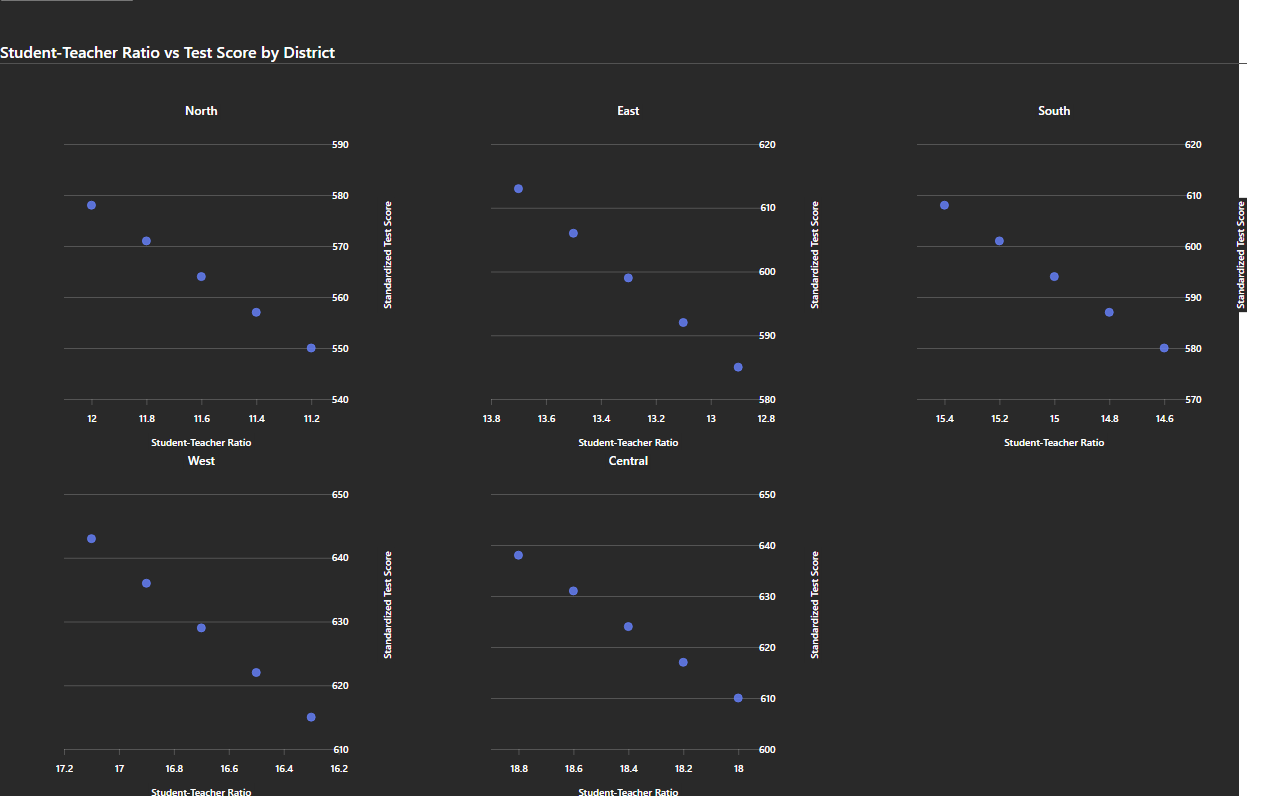 Student-Teacher Ratio vs Test Score by District
North
590
580
570
560
550
540
12 11.8 11.6 11.4 11.2
Student-Teacher Ratio
Standardized Test Score
East
620
610
600
590
580
13.8 13.6 13.4 13.2 13 12.8
Student-Teacher Ratio
Standardized Test Score
South
620
610
600
590
580
570
15.4 15.2 15 14.8 14.6
Student-Teacher Ratio
Standardized Test Score
West
650
640
630
620
610
17.2 17 16.8 16.6 16.4 16.2
Student-Teacher Ratio
Standardized Test Score
Central
650
640
630
620
610
600
18.8 18.6 18.4 18.2 18
Student-Teacher Ratio
Standardized Test Score